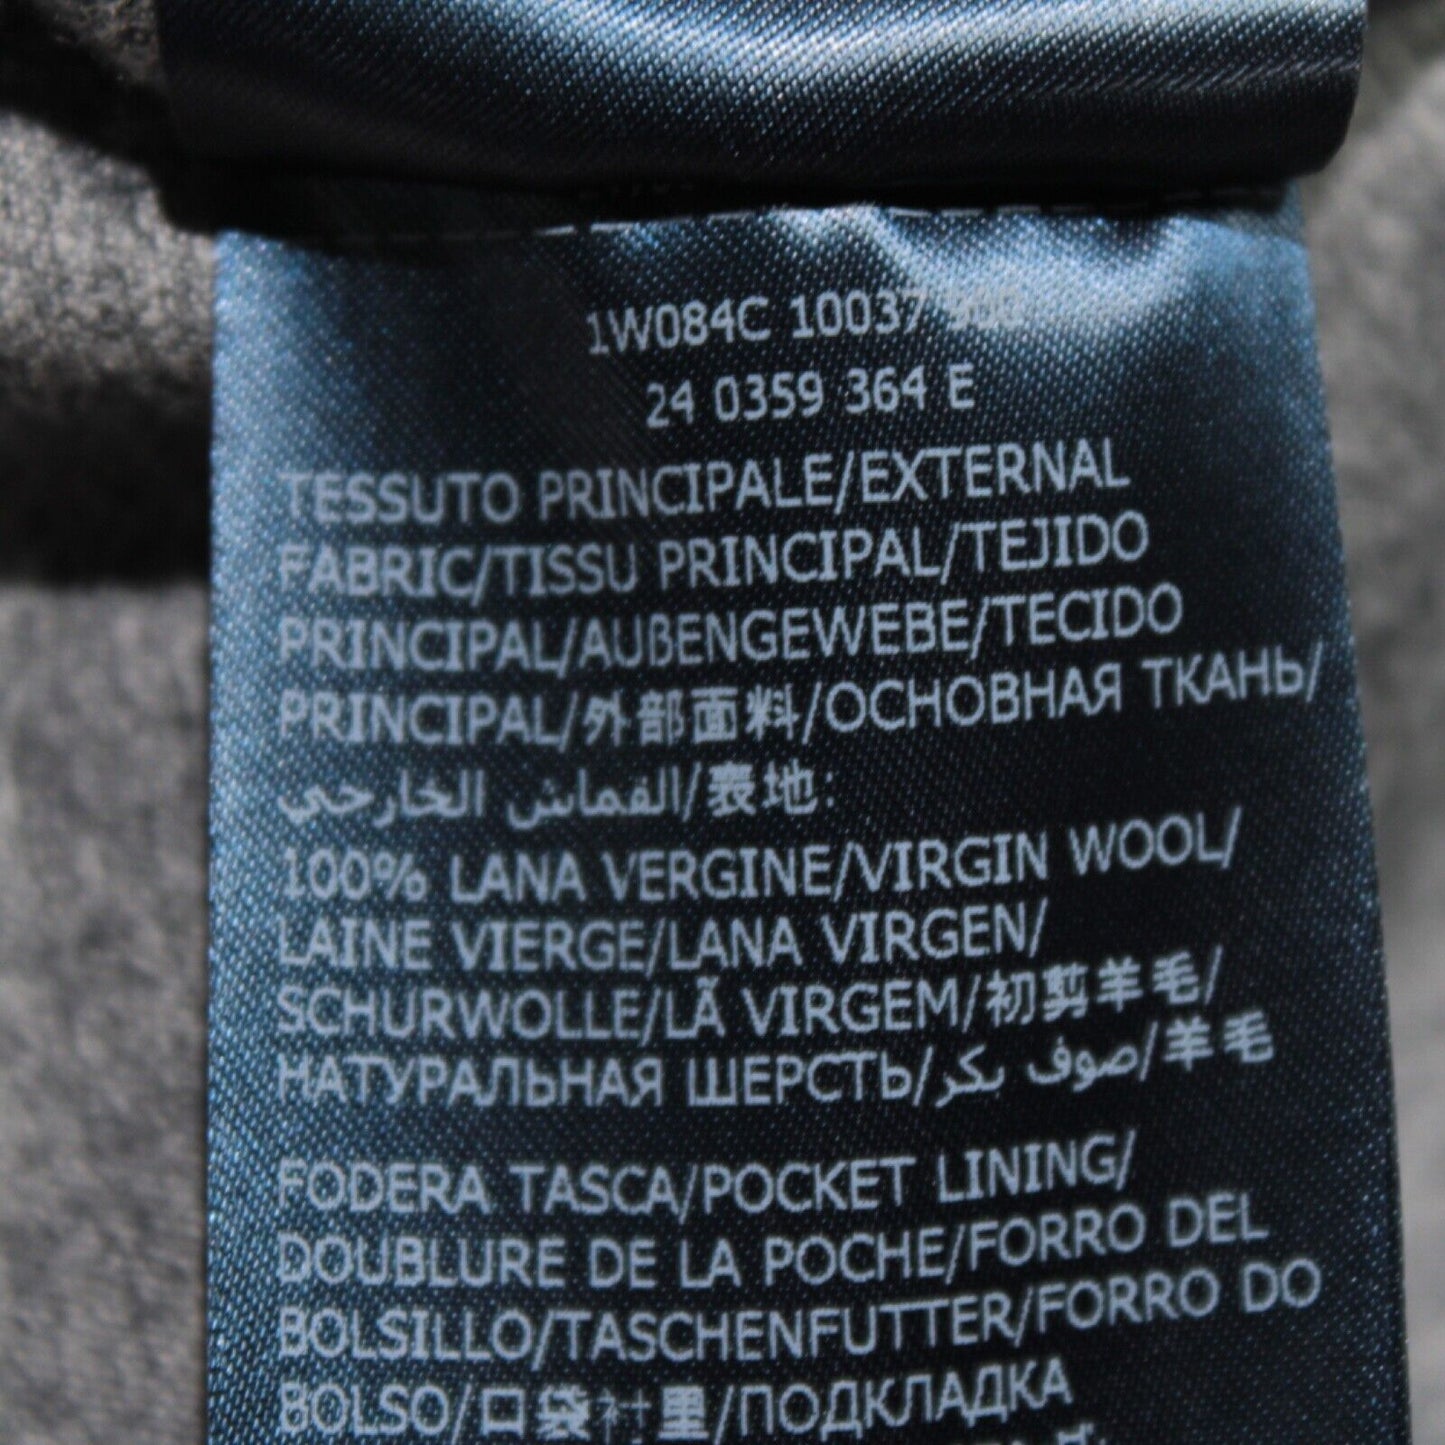 1W084C 10037 900
24 0359 364 E
TESSUTO PRINCIPALE/EXTERNAL
FABRIC/TISSU PRINCIPAL/TEJIDO
PRINCIPAL/AUßENGEWEBE/TECIDO
PRINCIPAL/外部面料/ОСНОВНАЯ ТКАНЬ/
القماش الخارجي/表地:
100% LANA VERGINE/VIRGIN WOOL/
LAINE VIERGE/LANA VIRGEN/
SCHURWOLLE/LÃ VIRGEM/初剪羊毛/
НАТУРАЛЬНАЯ ШЕРСТЬ/صوف بكر/羊毛
FODERA TASCA/POCKET LINING/
DOUBLURE DE LA POCHE/FORRO DEL
BOLSILLO/TASCHENFUTTER/FORRO DO
BOLSO/口袋衬里/ПОДКЛАДКА